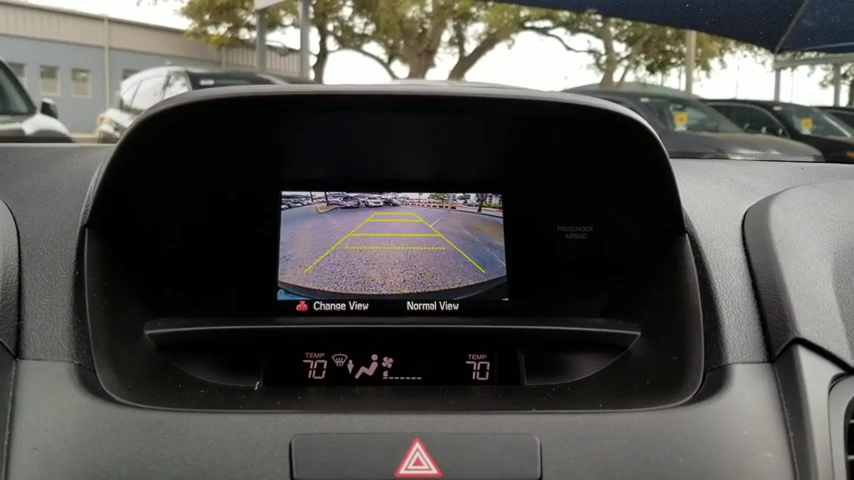 PASSENGER
AIRBAG
Change View Normal View
TEMP TEMP
70 70